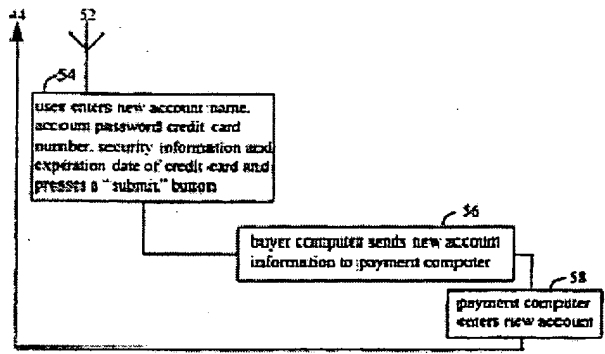 44 52
54
user enters new account name,
account password credit card
number, security information and
expiration date of credit card and
presses a "submit" button
56
buyer computer sends new account
information to payment computer
58
payment computer
enters new account